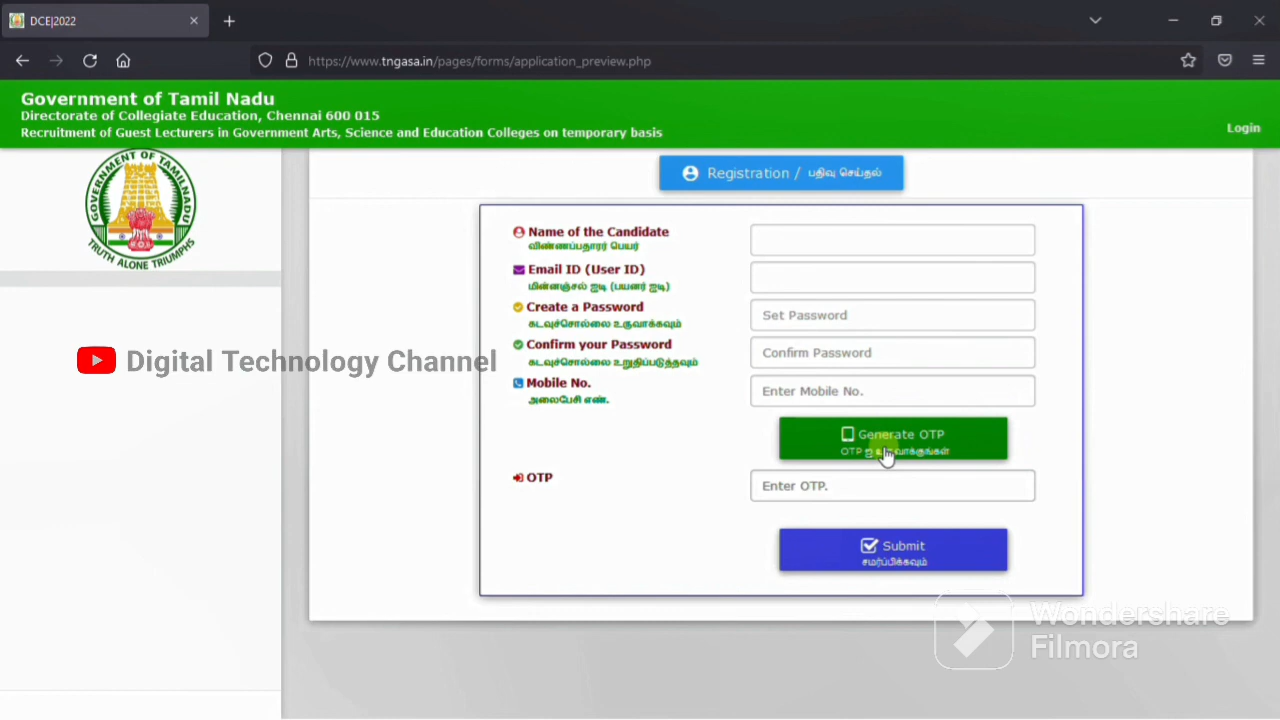 DCE|2022
https://www.tngasa.in/pages/forms/application_preview.php
Government of Tamil Nadu
Directorate of Collegiate Education, Chennai 600 015
Recruitment of Guest Lecturers in Government Arts, Science and Education Colleges on temporary basis
Login
GOVERNMENT OF TAMILNADU
TRUTH ALONE TRIUMPHS
Registration / பதிவு செய்தல்
Name of the Candidate
விண்ணப்பதாரர் பெயர்
Email ID (User ID)
மின்னஞ்சல் ஐடி (பயனர் ஐடி)
Create a Password
Set Password
கடவுச்சொல்லை உருவாக்கவும்
Confirm your Password
Confirm Password
கடவுச்சொல்லை உறுதிப்படுத்தவும்
Digital Technology Channel
Mobile No.
Enter Mobile No.
அலைபேசி எண்.
Generate OTP
OTP ஐ உருவாக்குங்கள்
OTP
Enter OTP.
Submit
சமர்ப்பிக்கவும்
Wondershare
Filmora